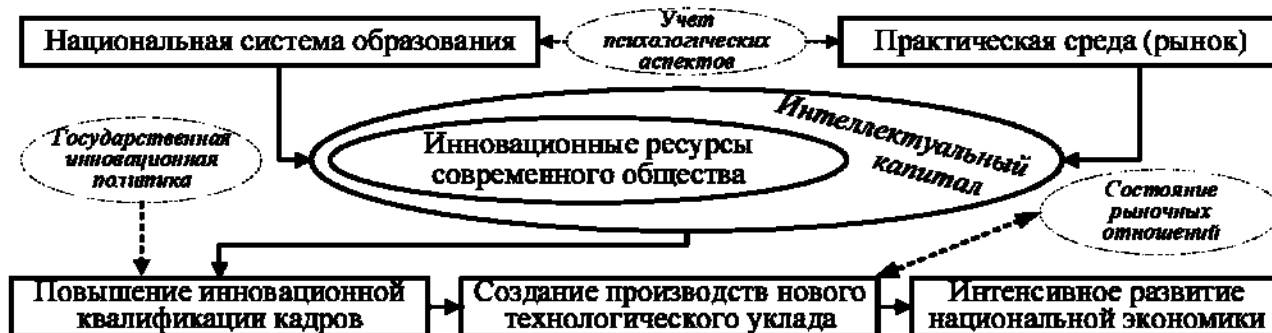 Национальная система образования
Учет
психалогических
аспектов
Практическая среда (рынок)
Государственная
инновационная
политика
Инновационные ресурсы
современного общества
Интеллектуальный
капитал
Состояние
рыночных
отношений
Повышение инновационной
квалификации кадров
Создание производств нового
технологического уклада
Интенсивное развитие
национальной экономики